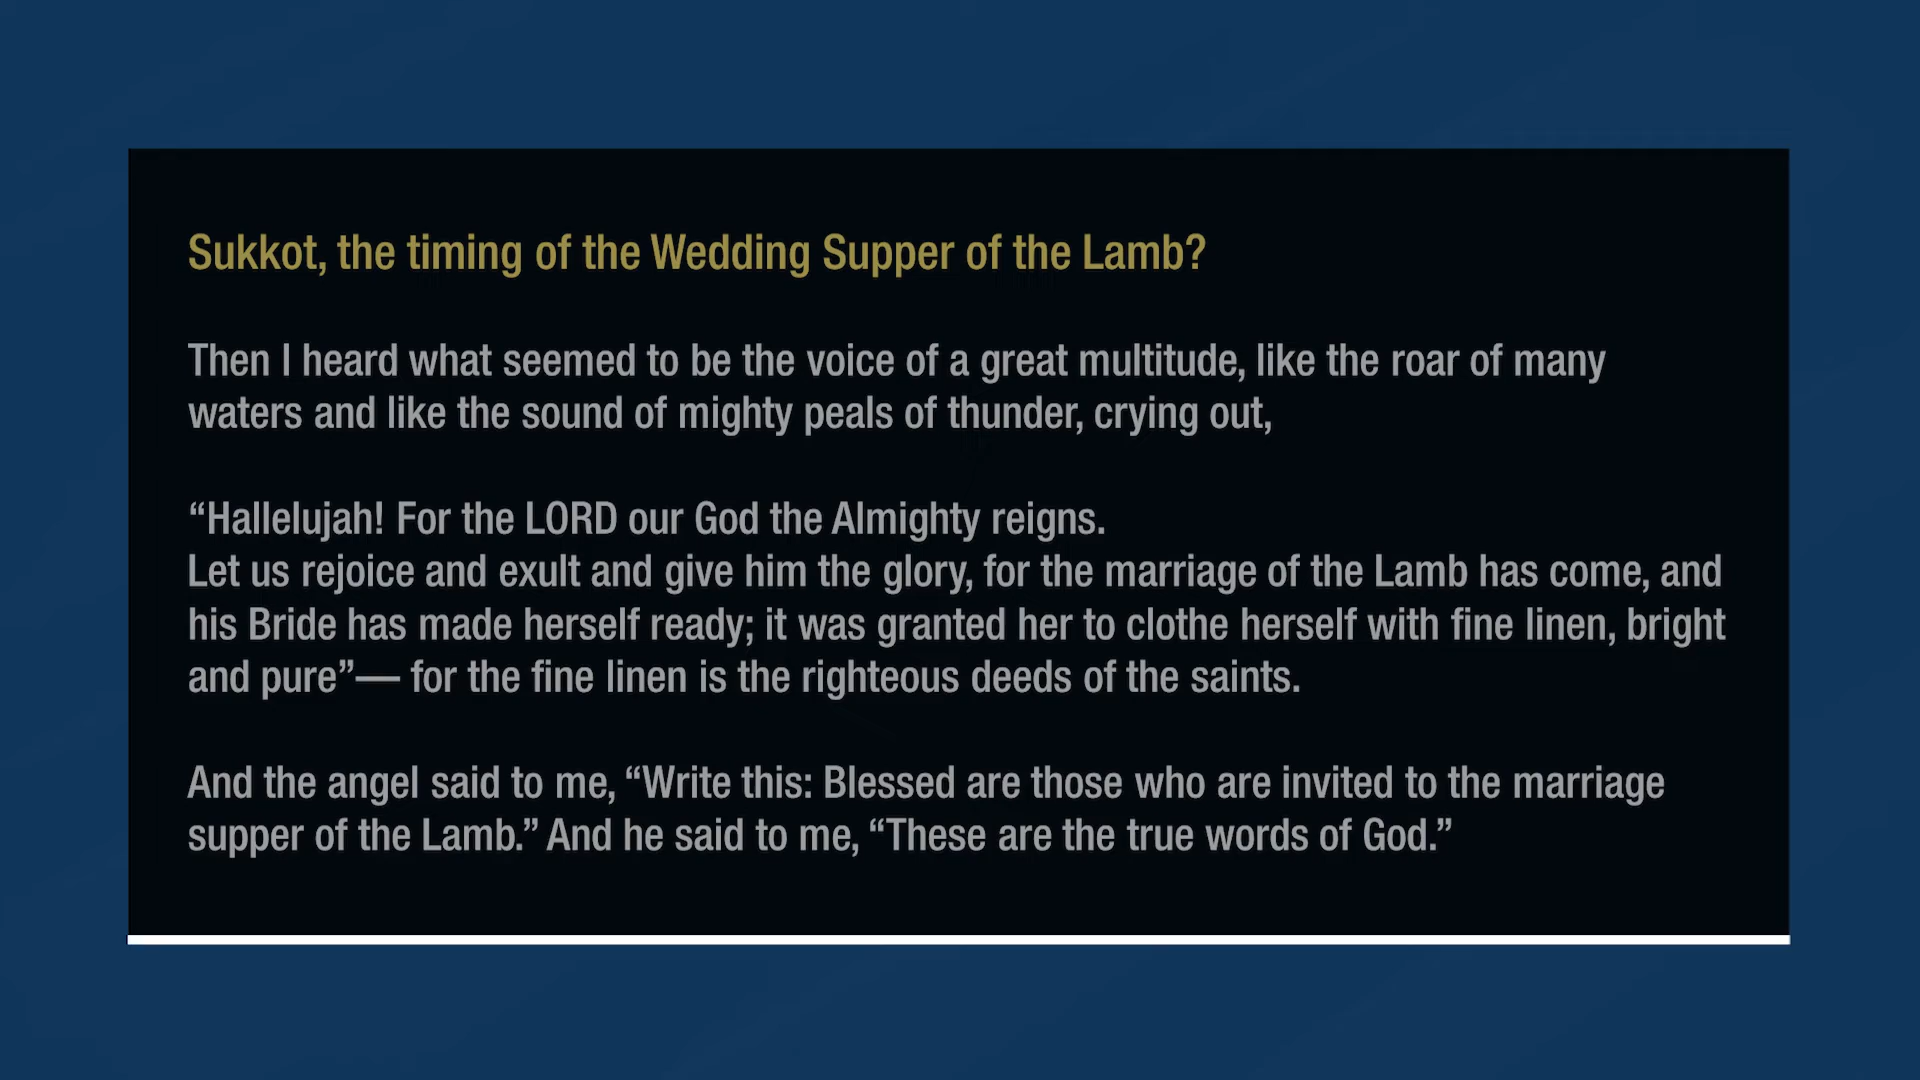 Sukkot, the timing of the Wedding Supper of the Lamb?
Then I heard what seemed to be the voice of a great multitude, like the roar of many
waters and like the sound of mighty peals of thunder, crying out,
“Hallelujah! For the LORD our God the Almighty reigns.
Let us rejoice and exult and give him the glory, for the marriage of the Lamb has come, and
his Bride has made herself ready; it was granted her to clothe herself with fine linen, bright
and pure”— for the fine linen is the righteous deeds of the saints.
And the angel said to me, “Write this: Blessed are those who are invited to the marriage
supper of the Lamb.” And he said to me, “These are the true words of God.”